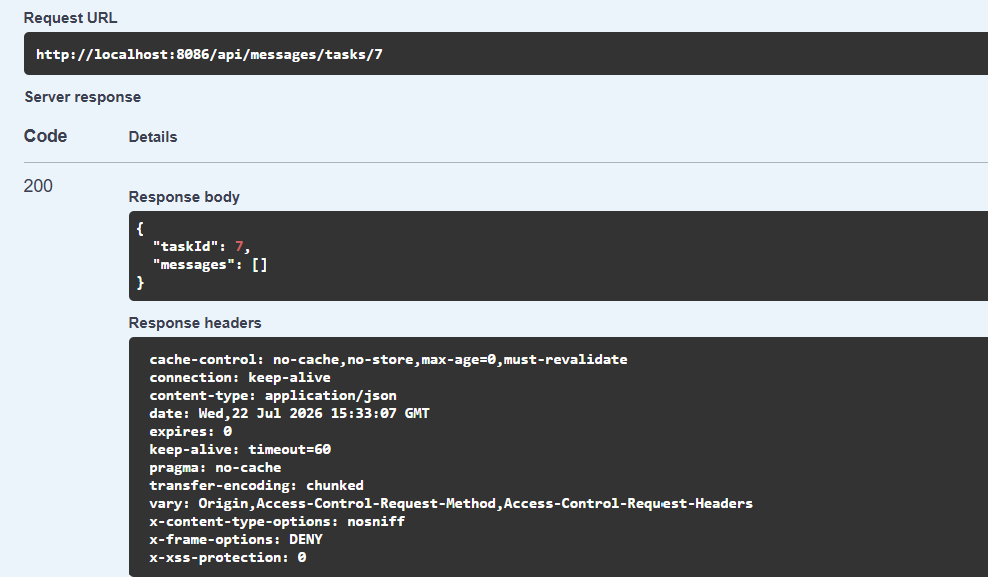 Request URL
http://localhost:8086/api/messages/tasks/7
Server response
Code Details
200
Response body
{
  "taskId": 7,
  "messages": []
}
Response headers
cache-control: no-cache,no-store,max-age=0,must-revalidate
connection: keep-alive
content-type: application/json
date: Wed,22 Jul 2026 15:33:07 GMT
expires: 0
keep-alive: timeout=60
pragma: no-cache
transfer-encoding: chunked
vary: Origin,Access-Control-Request-Method,Access-Control-Request-Headers
x-content-type-options: nosniff
x-frame-options: DENY
x-xss-protection: 0